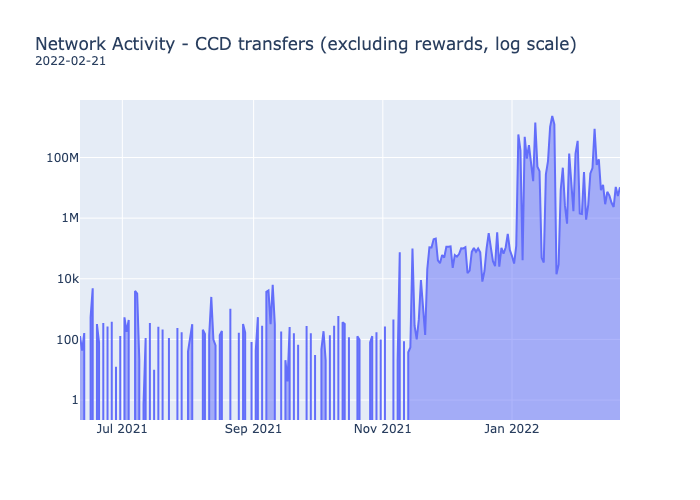 Network Activity - CCD transfers (excluding rewards, log scale)
2022-02-21
100M
1M
10k
100
1
Jul 2021
Sep 2021
Nov 2021
Jan 2022